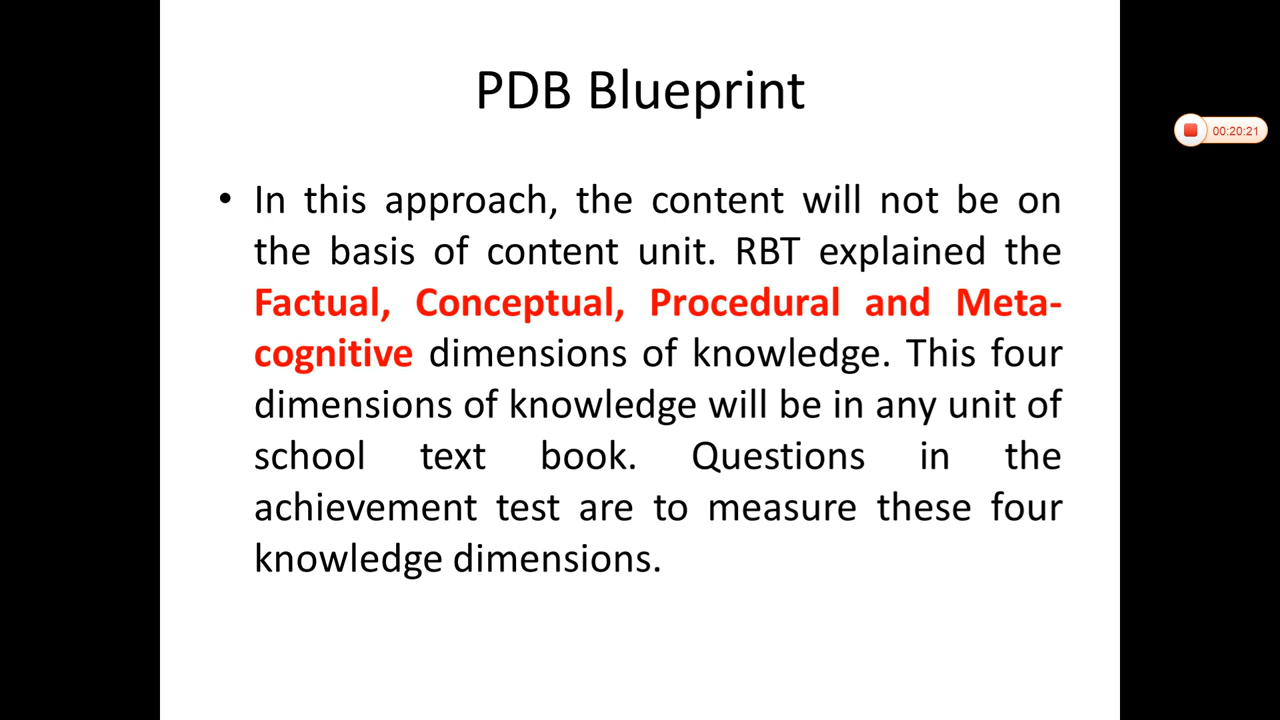 PDB Blueprint
00:20:21
• In this approach, the content will not be on
the basis of content unit. RBT explained the
Factual, Conceptual, Procedural and Meta-
cognitive dimensions of knowledge. This four
dimensions of knowledge will be in any unit of
school text book. Questions in the
achievement test are to measure these four
knowledge dimensions.